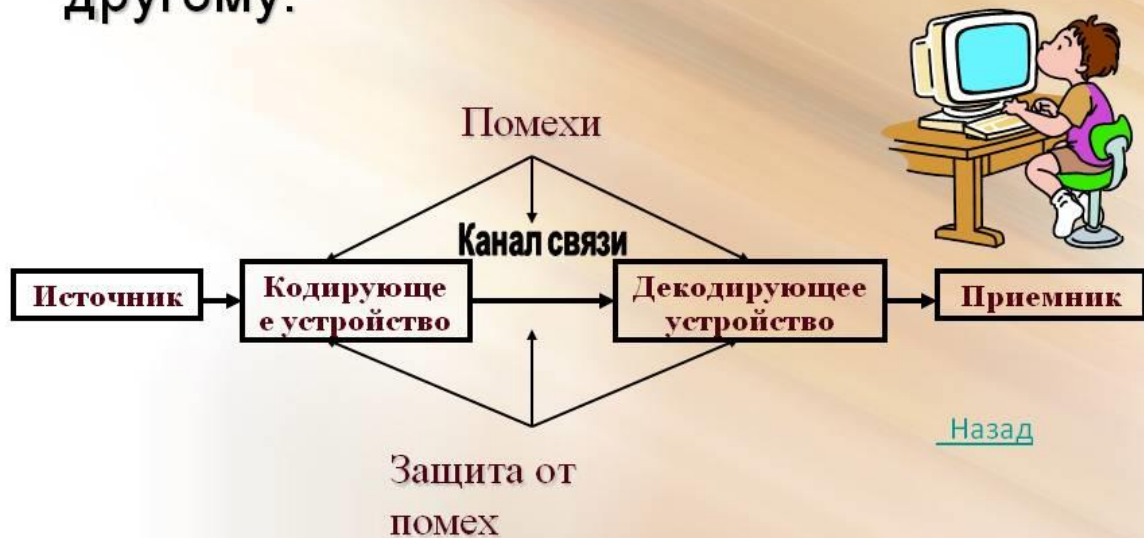 другому.
Помехи
Канал связи
Источник
Кодирующе
е устройство
Декодирующее
устройство
Приемник
Назад
Защита от
помех